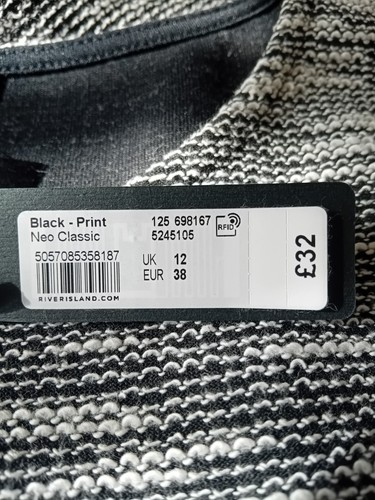 Black - Print
Neo Classic
125 698167
5245105
RFID
5057085358187
UK 12
EUR 38
RIVERISLAND.COM
£32